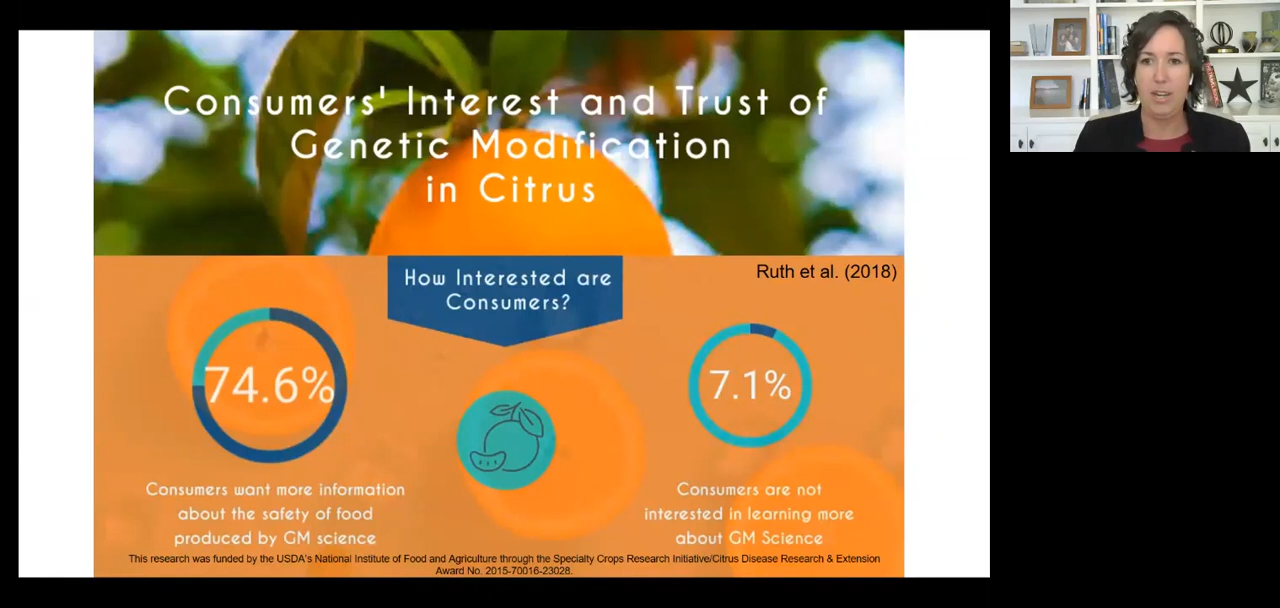 Consumers' Interest and Trust of
Genetic Modification
in Citrus
How Interested are
Consumers?
Ruth et al. (2018)
74.6%
7.1%
Consumers want more information
about the safety of food
produced by GM science
Consumers are not
interested in learning more
about GM Science
This research was funded by the USDA's National Institute of Food and Agriculture through the Specialty Crops Research Initiative/Citrus Disease Research & Extension
Award No. 2015-70016-23028.